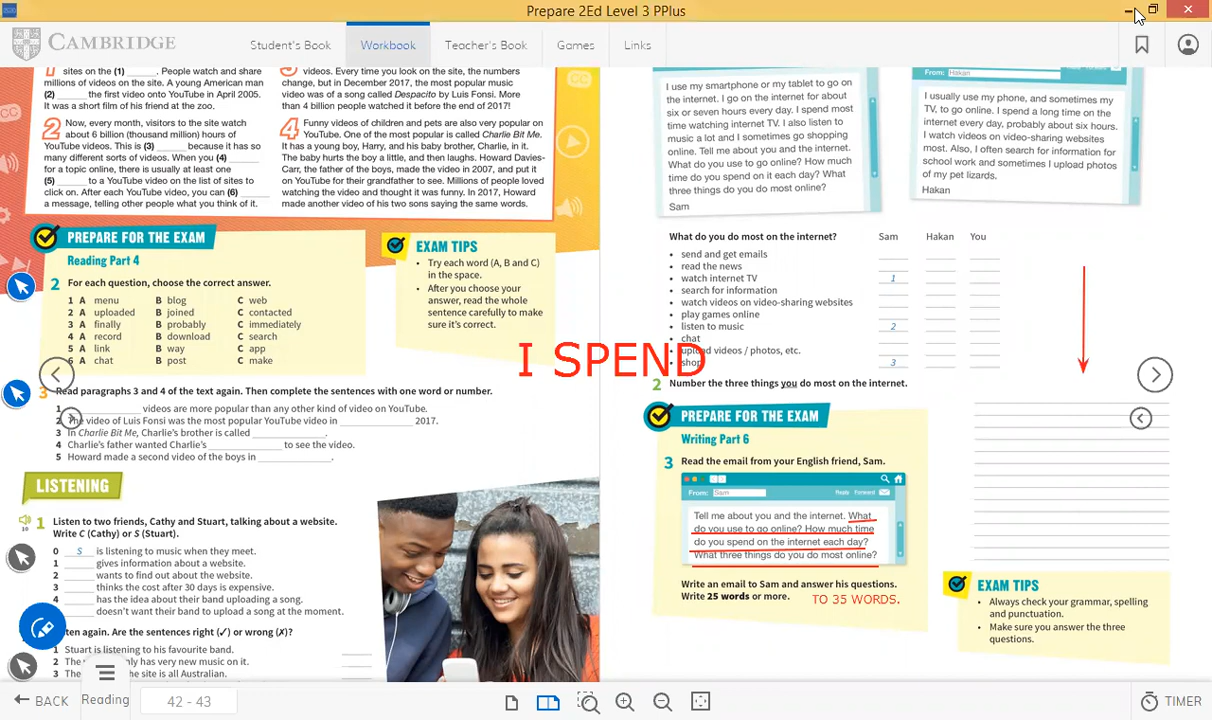 Prepare 2Ed Level 3 PPlus
CAMBRIDGE
Student's Book
Workbook
Teacher's Book
Games
Links
1 sites on the (1) ______. People watch and share
millions of videos on the site. A young American man
(2) ______ the first video onto YouTube in April 2005.
It was a short film of his friend at the zoo.
2 Now, every month, visitors to the site watch
about 6 billion (thousand million) hours of
YouTube videos. This is (3) ______ because it has so
many different sorts of videos. When you (4) ______
for a topic online, there is usually at least one
(5) ______ to a YouTube video on the list of sites to
click on. After each YouTube video, you can (6) ______
a message, telling other people what you think of it.
3 videos. Every time you look on the site, the numbers
change, but in December 2017, the most popular music
video was of a song called Despacito by Luis Fonsi. More
than 4 billion people watched it before the end of 2017!
4 Funny videos of children and pets are also very popular on
YouTube. One of the most popular is called Charlie Bit Me.
It has a young boy, Harry, and his baby brother, Charlie, in it.
The baby hurts the boy a little, and then laughs. Howard Davies-
Carr, the father of the boys, made the video in 2007, and put it
on YouTube for their grandfather to see. Millions of people loved
watching the video and thought it was funny. In 2017, Howard
made another video of his two sons saying the same words.
PREPARE FOR THE EXAM
Reading Part 4
2 For each question, choose the correct answer.
1 A menu B blog C web
2 A uploaded B joined C contacted
3 A finally B probably C immediately
4 A record B download C search
5 A link B way C app
6 A chat B post C make
EXAM TIPS
• Try each word (A, B and C)
in the space.
• After you choose your
answer, read the whole
sentence carefully to make
sure it's correct.
3 Read paragraphs 3 and 4 of the text again. Then complete the sentences with one word or number.
1 ______ videos are more popular than any other kind of video on YouTube.
2 The video of Luis Fonsi was the most popular YouTube video in ______ 2017.
3 In Charlie Bit Me, Charlie's brother is called ______.
4 Charlie's father wanted Charlie's ______ to see the video.
5 Howard made a second video of the boys in ______.
LISTENING
10
1 Listen to two friends, Cathy and Stuart, talking about a website.
Write C (Cathy) or S (Stuart).
0 S is listening to music when they meet.
1 ______ gives information about a website.
2 ______ wants to find out about the website.
3 ______ thinks the cost after 30 days is expensive.
4 ______ has the idea about their band uploading a song.
doesn't want their band to upload a song at the moment.
again. Are the sentences right (✓) or wrong (✗)?
1 Stuart is listening to his favourite band.
2 The only has very new music on it.
3 The the site is all Australian.
From: Hakan
I use my smartphone or my tablet to go on
the internet. I go on the internet for about
six or seven hours every day. I spend most
time watching internet TV. I also listen to
music a lot and I sometimes go shopping
online. Tell me about you and the internet.
What do you use to go online? How much
time do you spend on it each day? What
three things do you do most online?
Sam
I usually use my phone, and sometimes my
TV, to go online. I spend a long time on the
internet every day, probably about six hours.
I watch videos on video-sharing websites
most. Also, I often search for information for
school work and sometimes I upload photos
of my pet lizards.
Hakan
What do you do most on the internet? Sam Hakan You
• send and get emails
• read the news
• watch internet TV 1
• search for information
• watch videos on video-sharing websites
• play games online
• listen to music 2
• chat
• upload videos / photos, etc.
• shop 3
I SPEND
2 Number the three things you do most on the internet.
PREPARE FOR THE EXAM
Writing Part 6
3 Read the email from your English friend, Sam.
From: Sam Reply Forward
Tell me about you and the internet. What
do you use to go online? How much time
do you spend on the internet each day?
What three things do you do most online?
Write an email to Sam and answer his questions.
Write 25 words or more. TO 35 WORDS.
EXAM TIPS
• Always check your grammar, spelling
and punctuation.
• Make sure you answer the three
questions.
BACK
Reading
42 - 43
TIMER